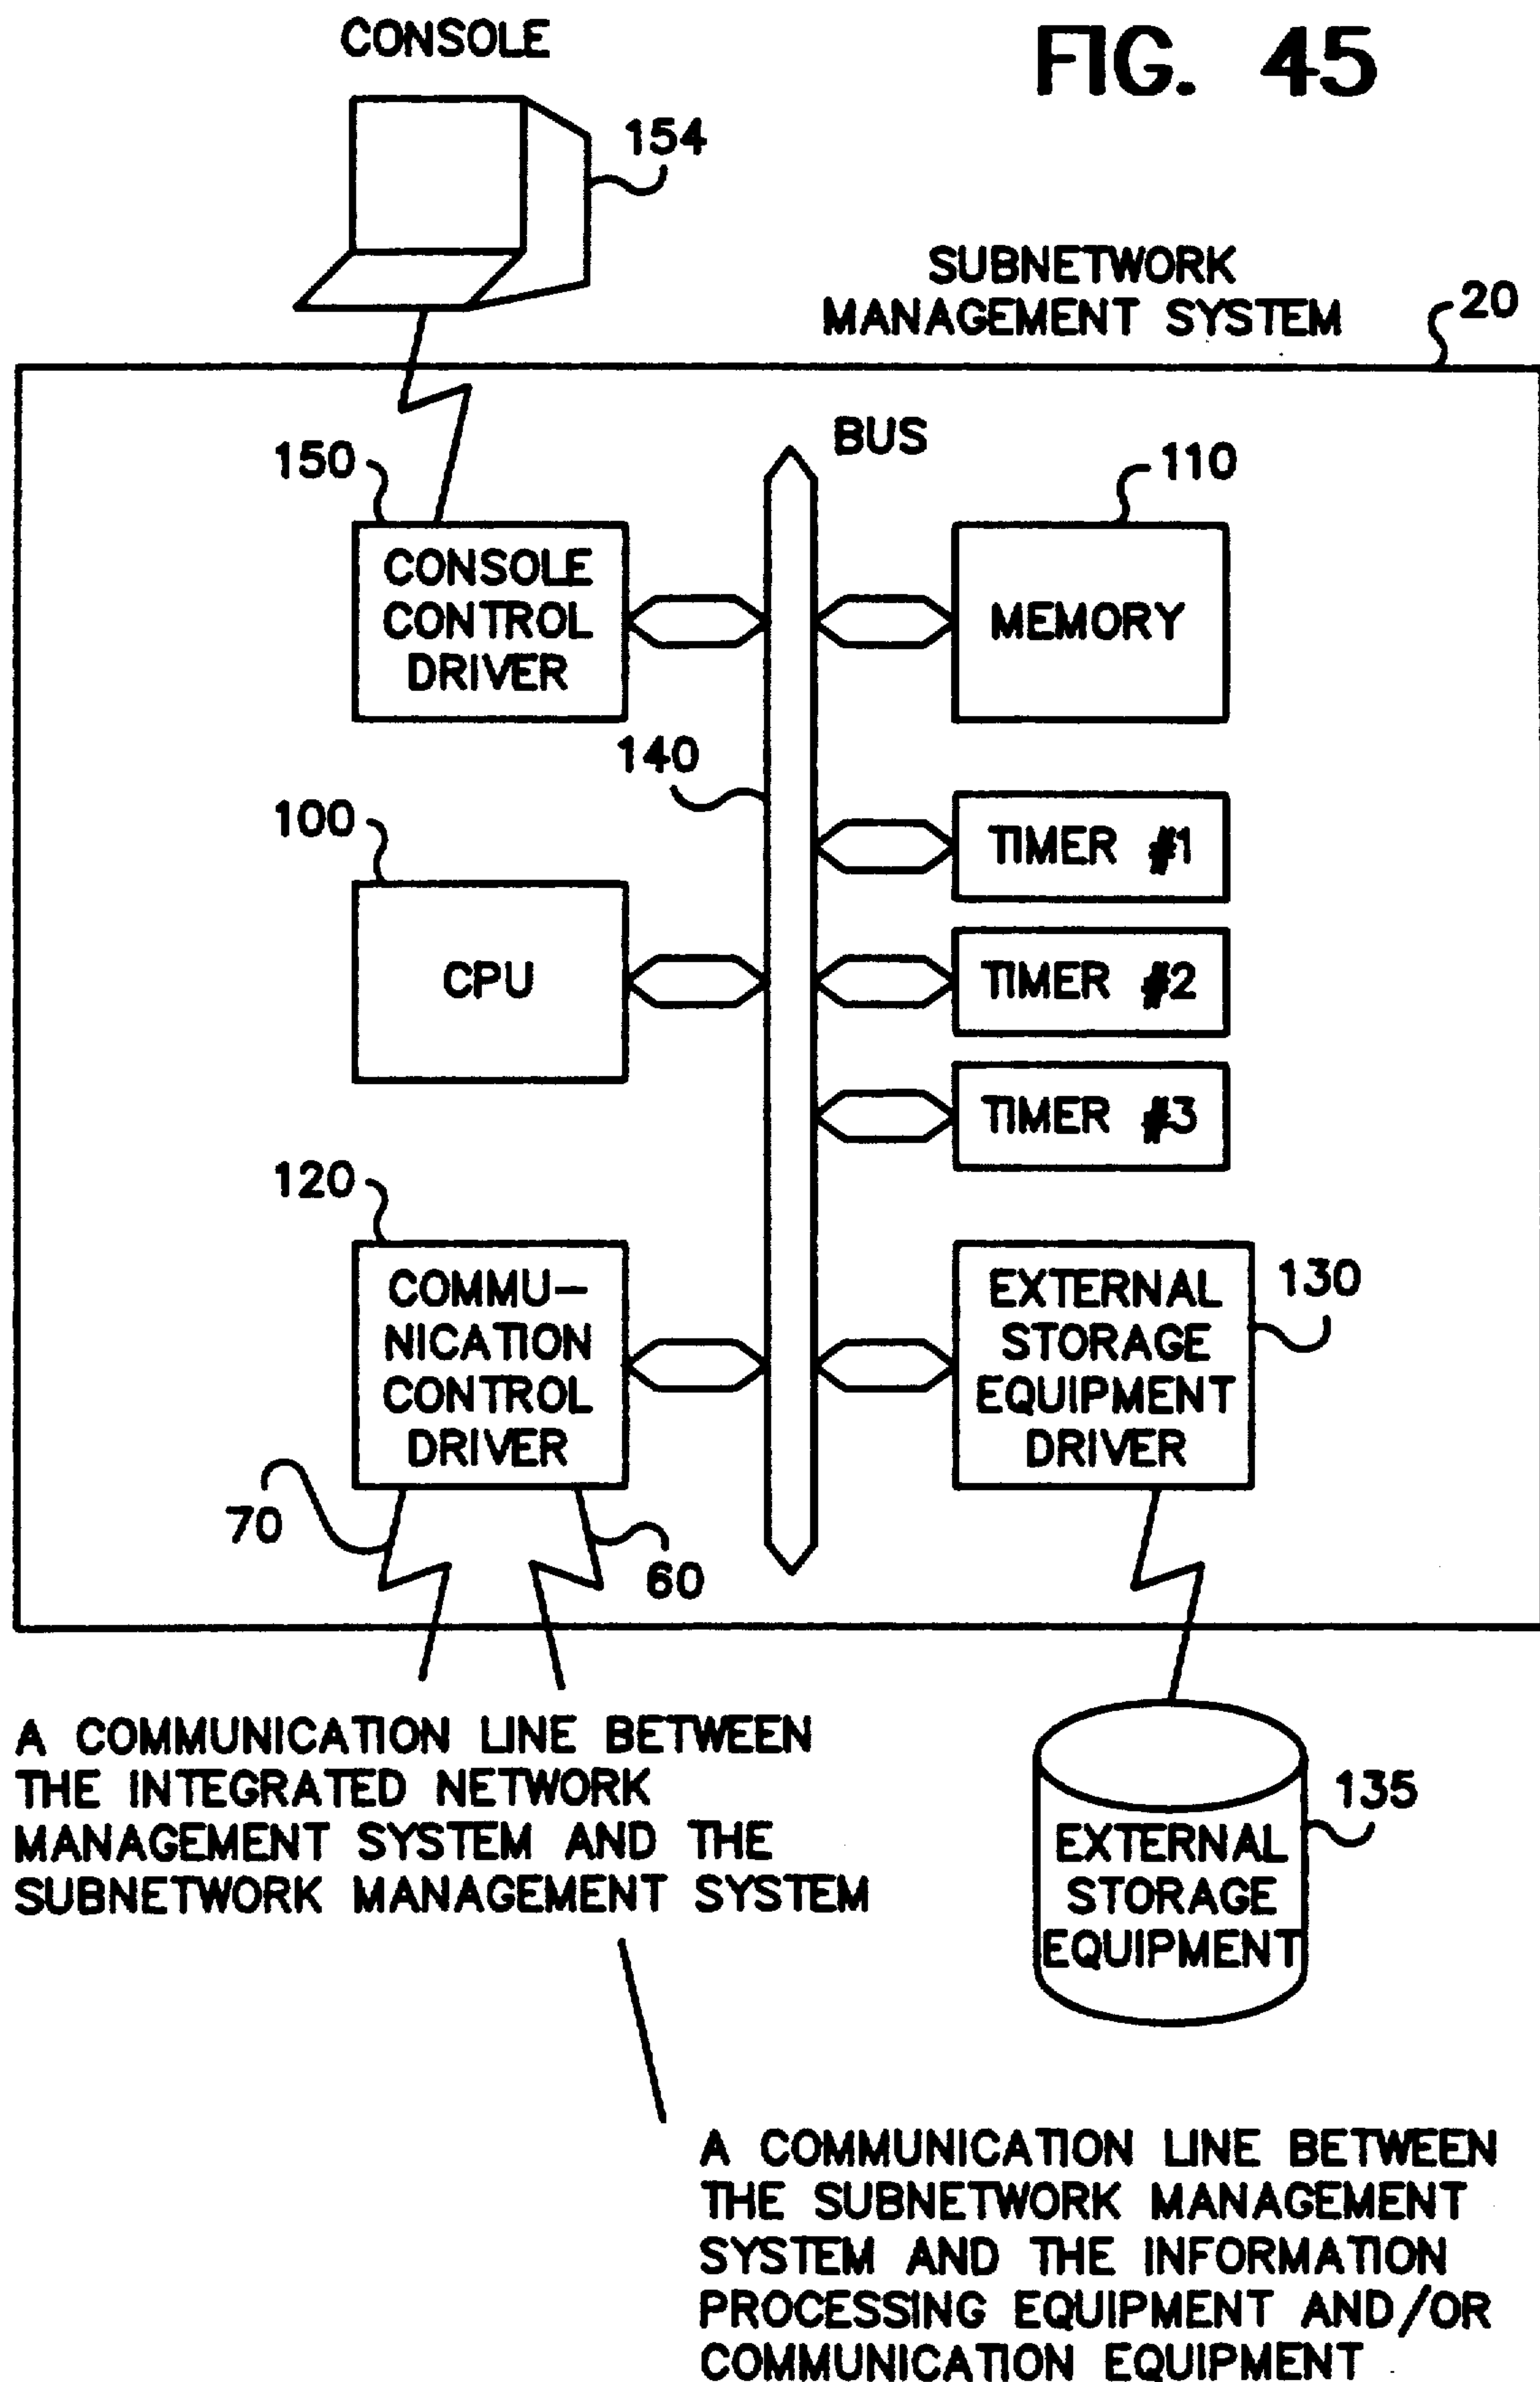 CONSOLE
FIG. 45
154
SUBNETWORK
MANAGEMENT SYSTEM
20
BUS
150
110
CONSOLE
CONTROL
DRIVER
MEMORY
140
100
TIMER #1
CPU
TIMER #2
TIMER #3
120
COMMU-
NICATION
CONTROL
DRIVER
EXTERNAL
STORAGE
EQUIPMENT
DRIVER
130
70
60
A COMMUNICATION LINE BETWEEN
THE INTEGRATED NETWORK
MANAGEMENT SYSTEM AND THE
SUBNETWORK MANAGEMENT SYSTEM
135
EXTERNAL
STORAGE
EQUIPMENT
A COMMUNICATION LINE BETWEEN
THE SUBNETWORK MANAGEMENT
SYSTEM AND THE INFORMATION
PROCESSING EQUIPMENT AND/OR
COMMUNICATION EQUIPMENT